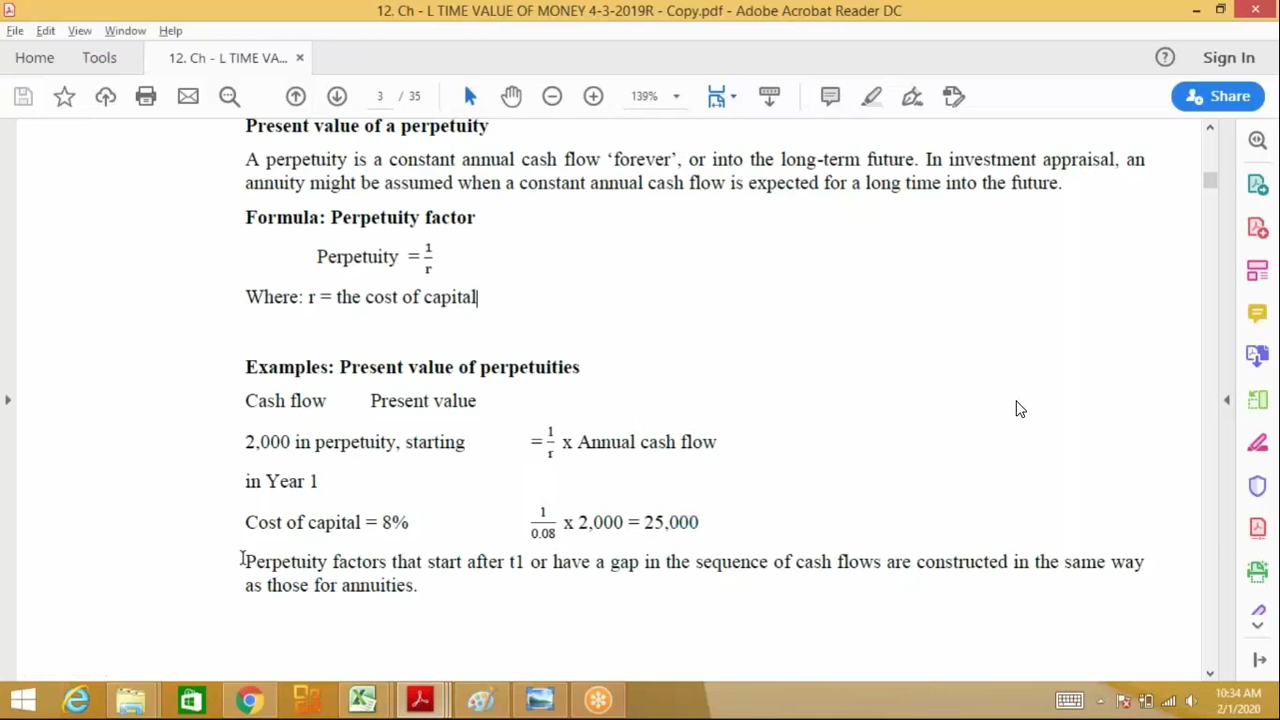 12. Ch - L TIME VALUE OF MONEY 4-3-2019R - Copy.pdf - Adobe Acrobat Reader DC
File Edit View Window Help
Home Tools 12. Ch - L TIME VA... × Sign In
3 / 35 139% Share
Present value of a perpetuity
A perpetuity is a constant annual cash flow ‘forever’, or into the long-term future. In investment appraisal, an
annuity might be assumed when a constant annual cash flow is expected for a long time into the future.
Formula: Perpetuity factor
Perpetuity = 1/r
Where: r = the cost of capital
Examples: Present value of perpetuities
Cash flow Present value
2,000 in perpetuity, starting = 1/r x Annual cash flow
in Year 1
Cost of capital = 8% 1/0.08 x 2,000 = 25,000
Perpetuity factors that start after t1 or have a gap in the sequence of cash flows are constructed in the same way
as those for annuities.
10:34 AM
2/1/2020